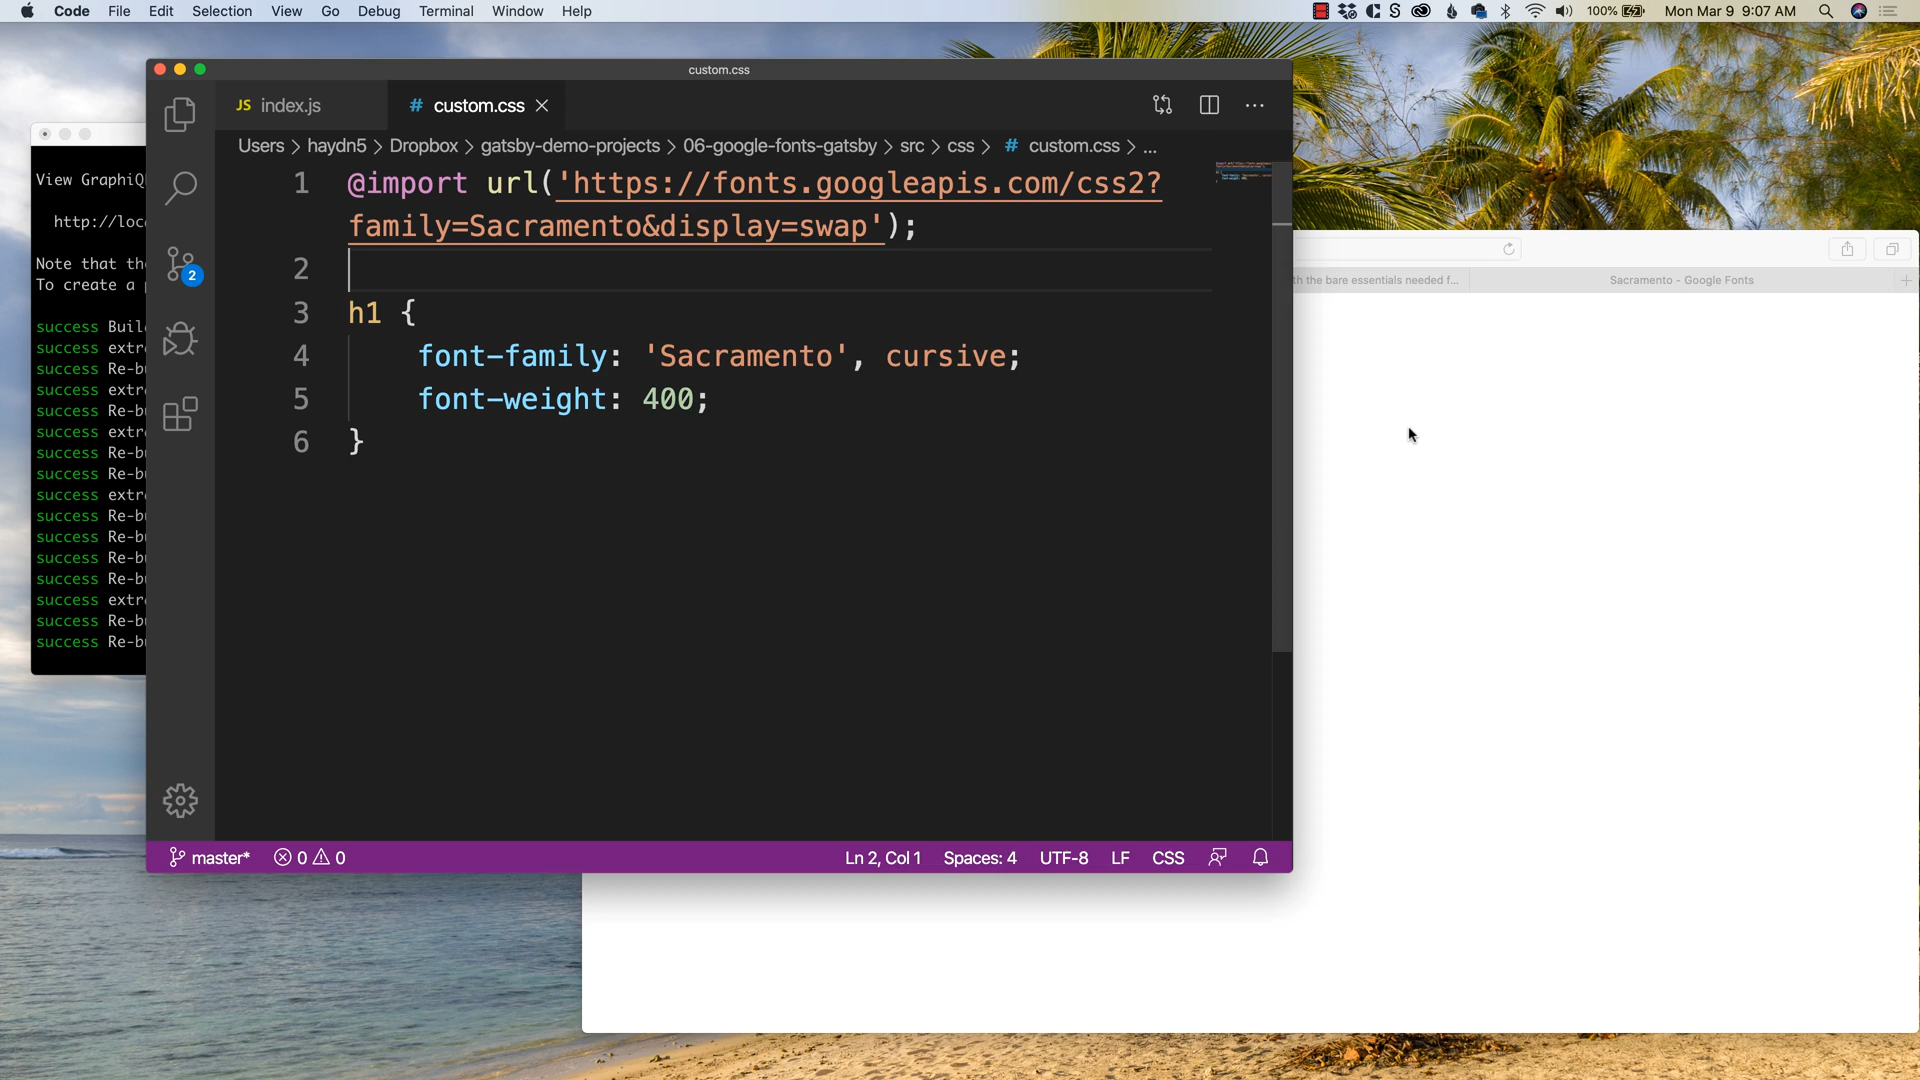 Code File Edit Selection View Go Debug Terminal Window Help
100% Mon Mar 9 9:07 AM
custom.css
JS index.js # custom.css
Users > haydn5 > Dropbox > gatsby-demo-projects > 06-google-fonts-gatsby > src > css > # custom.css > ...
1 @import url('https://fonts.googleapis.com/css2?
family=Sacramento&display=swap');
2
3 h1 {
4 font-family: 'Sacramento', cursive;
5 font-weight: 400;
6 }
2
master* 0 0 Ln 2, Col 1 Spaces: 4 UTF-8 LF CSS
View GraphiQ
http://loc
Note that th
To create a
success Buil
success extr
success Re-b
success extr
success Re-b
success extr
success Re-b
success Re-b
success extr
success Re-b
success Re-b
success Re-b
success Re-b
success extr
success Re-b
success Re-b
th the bare essentials needed f... Sacramento - Google Fonts